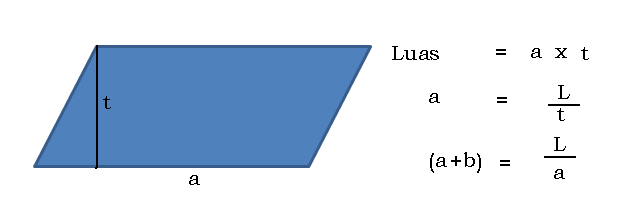 t
a
Luas = a x t
a = L/t
(a+b) = L/a